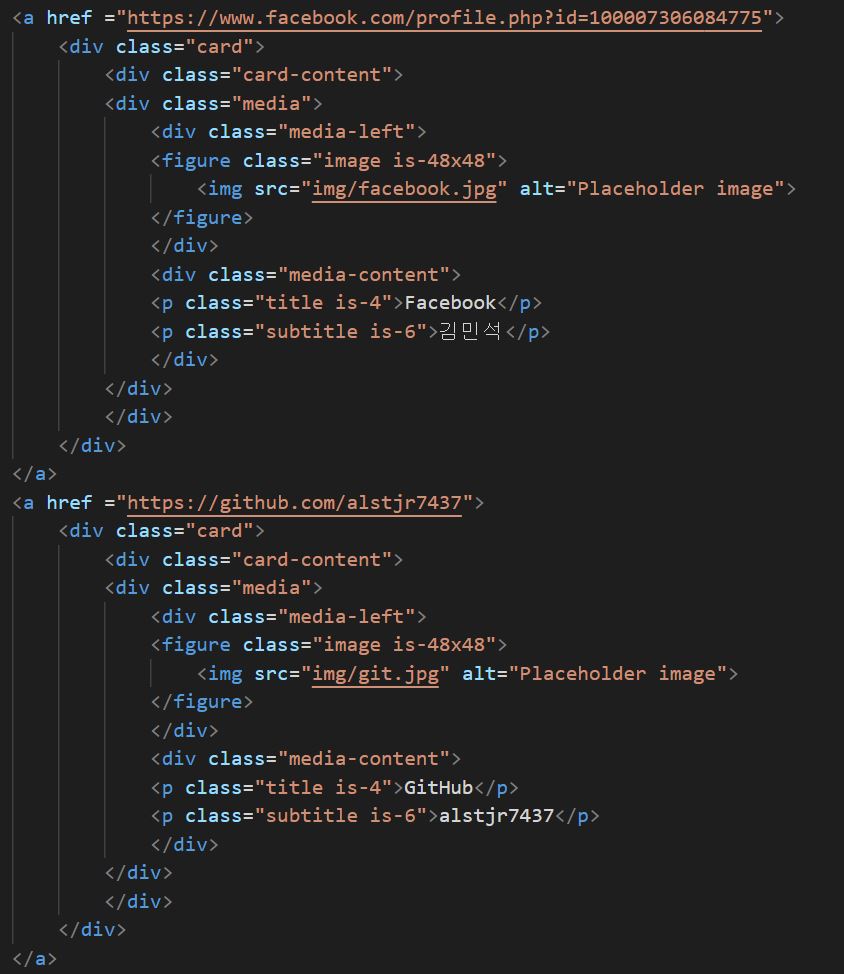 <a href ="https://www.facebook.com/profile.php?id=100007306084775">
<div class="card">
<div class="card-content">
<div class="media">
<div class="media-left">
<figure class="image is-48x48">
<img src="img/facebook.jpg" alt="Placeholder image">
</figure>
</div>
<div class="media-content">
<p class="title is-4">Facebook</p>
<p class="subtitle is-6">김민석</p>
</div>
</div>
</div>
</div>
</a>
<a href ="https://github.com/alstjr7437">
<div class="card">
<div class="card-content">
<div class="media">
<div class="media-left">
<figure class="image is-48x48">
<img src="img/git.jpg" alt="Placeholder image">
</figure>
</div>
<div class="media-content">
<p class="title is-4">GitHub</p>
<p class="subtitle is-6">alstjr7437</p>
</div>
</div>
</div>
</div>
</a>